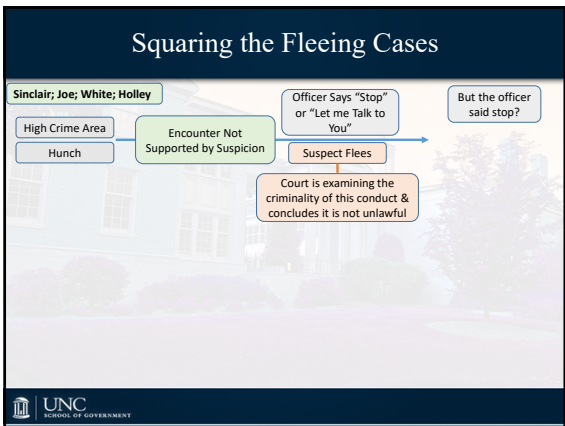 Squaring the Fleeing Cases
Sinclair; Joe; White; Holley
High Crime Area
Hunch
Encounter Not
Supported by Suspicion
Officer Says “Stop”
or “Let me Talk to
You”
Suspect Flees
Court is examining the
criminality of this conduct &
concludes it is not unlawful
But the officer
said stop?
UNC
SCHOOL OF GOVERNMENT